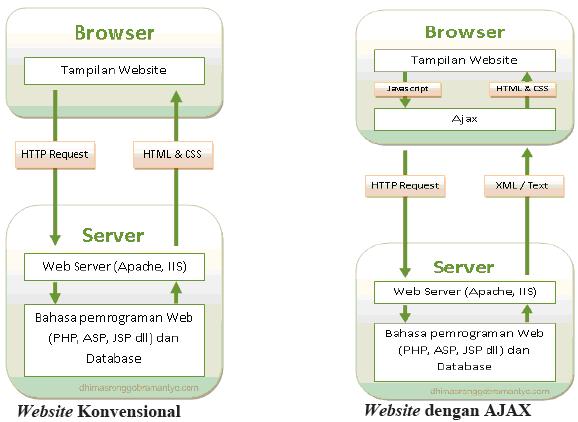 Browser
Tampilan Website
HTTP Request
HTML & CSS
Server
Web Server (Apache, IIS)
Bahasa pemrograman Web
(PHP, ASP, JSP dll) dan
Database
dhimasronggobramantyo.com
Website Konvensional
Browser
Tampilan Website
Javascript
HTML & CSS
Ajax
HTTP Request
XML / Text
Server
Web Server (Apache, IIS)
Bahasa pemrograman Web
(PHP, ASP, JSP dll) dan
Database
dhimasronggobramantyo.com
Website dengan AJAX